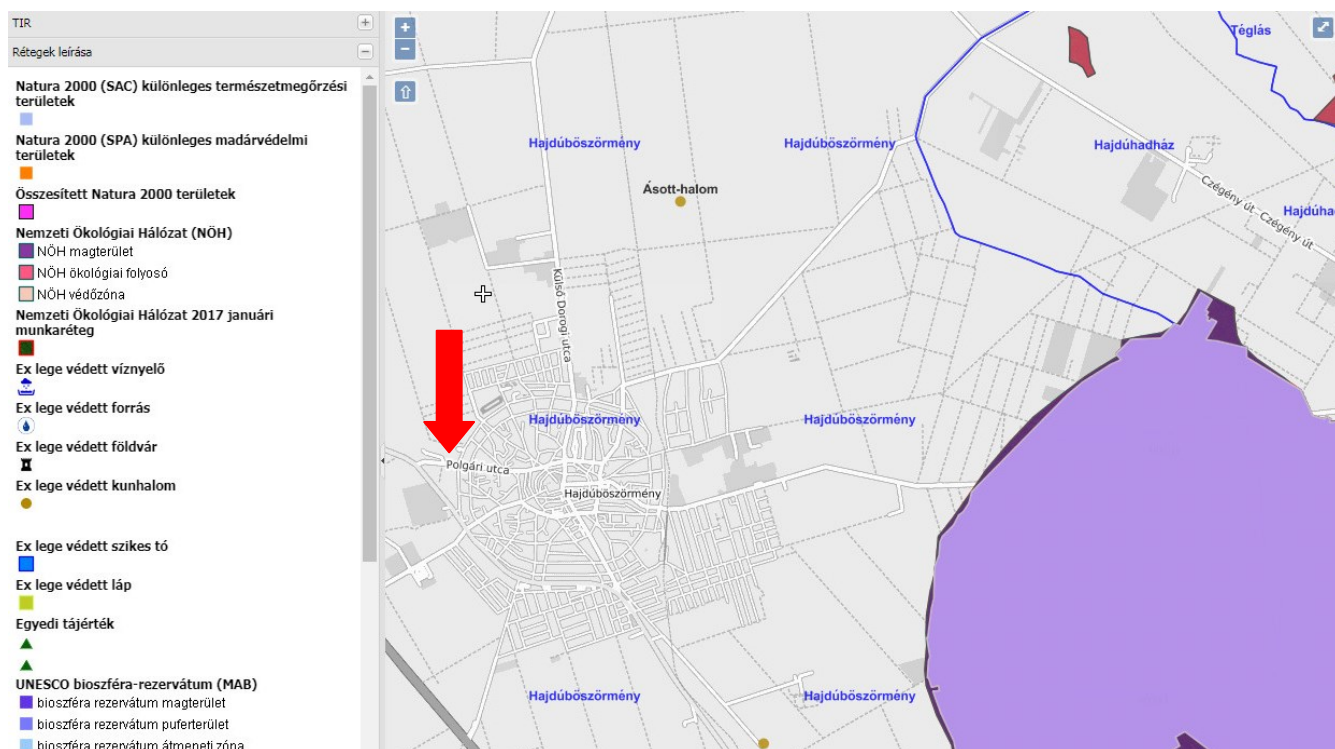 TIR
Rétegek leírása
Natura 2000 (SAC) különleges természetmegőrzési
területek
Natura 2000 (SPA) különleges madárvédelmi
területek
Összesített Natura 2000 területek
Nemzeti Ökológiai Hálózat (NÖH)
NÖH magterület
NÖH ökológiai folyosó
NÖH védőzóna
Nemzeti Ökológiai Hálózat 2017 januári
munkaréteg
Ex lege védett víznyelő
Ex lege védett forrás
Ex lege védett földvár
Ex lege védett kunhalom
Ex lege védett szikes tó
Ex lege védett láp
Egyedi tájérték
UNESCO bioszféra-rezervátum (MAB)
bioszféra rezervátum magterület
bioszféra rezervátum pufferterület
bioszféra rezervátum átmeneti zóna
Téglás
Hajdúböszörmény
Hajdúböszörmény
Hajdúhadház
Ásott-halom
Czégény út
Czégény út
Hajdúha
Külső Dorogi utca
Hajdúböszörmény
Hajdúböszörmény
Polgári utca
Hajdúböszörmény
Hajdúböszörmény
Hajdúböszörmény